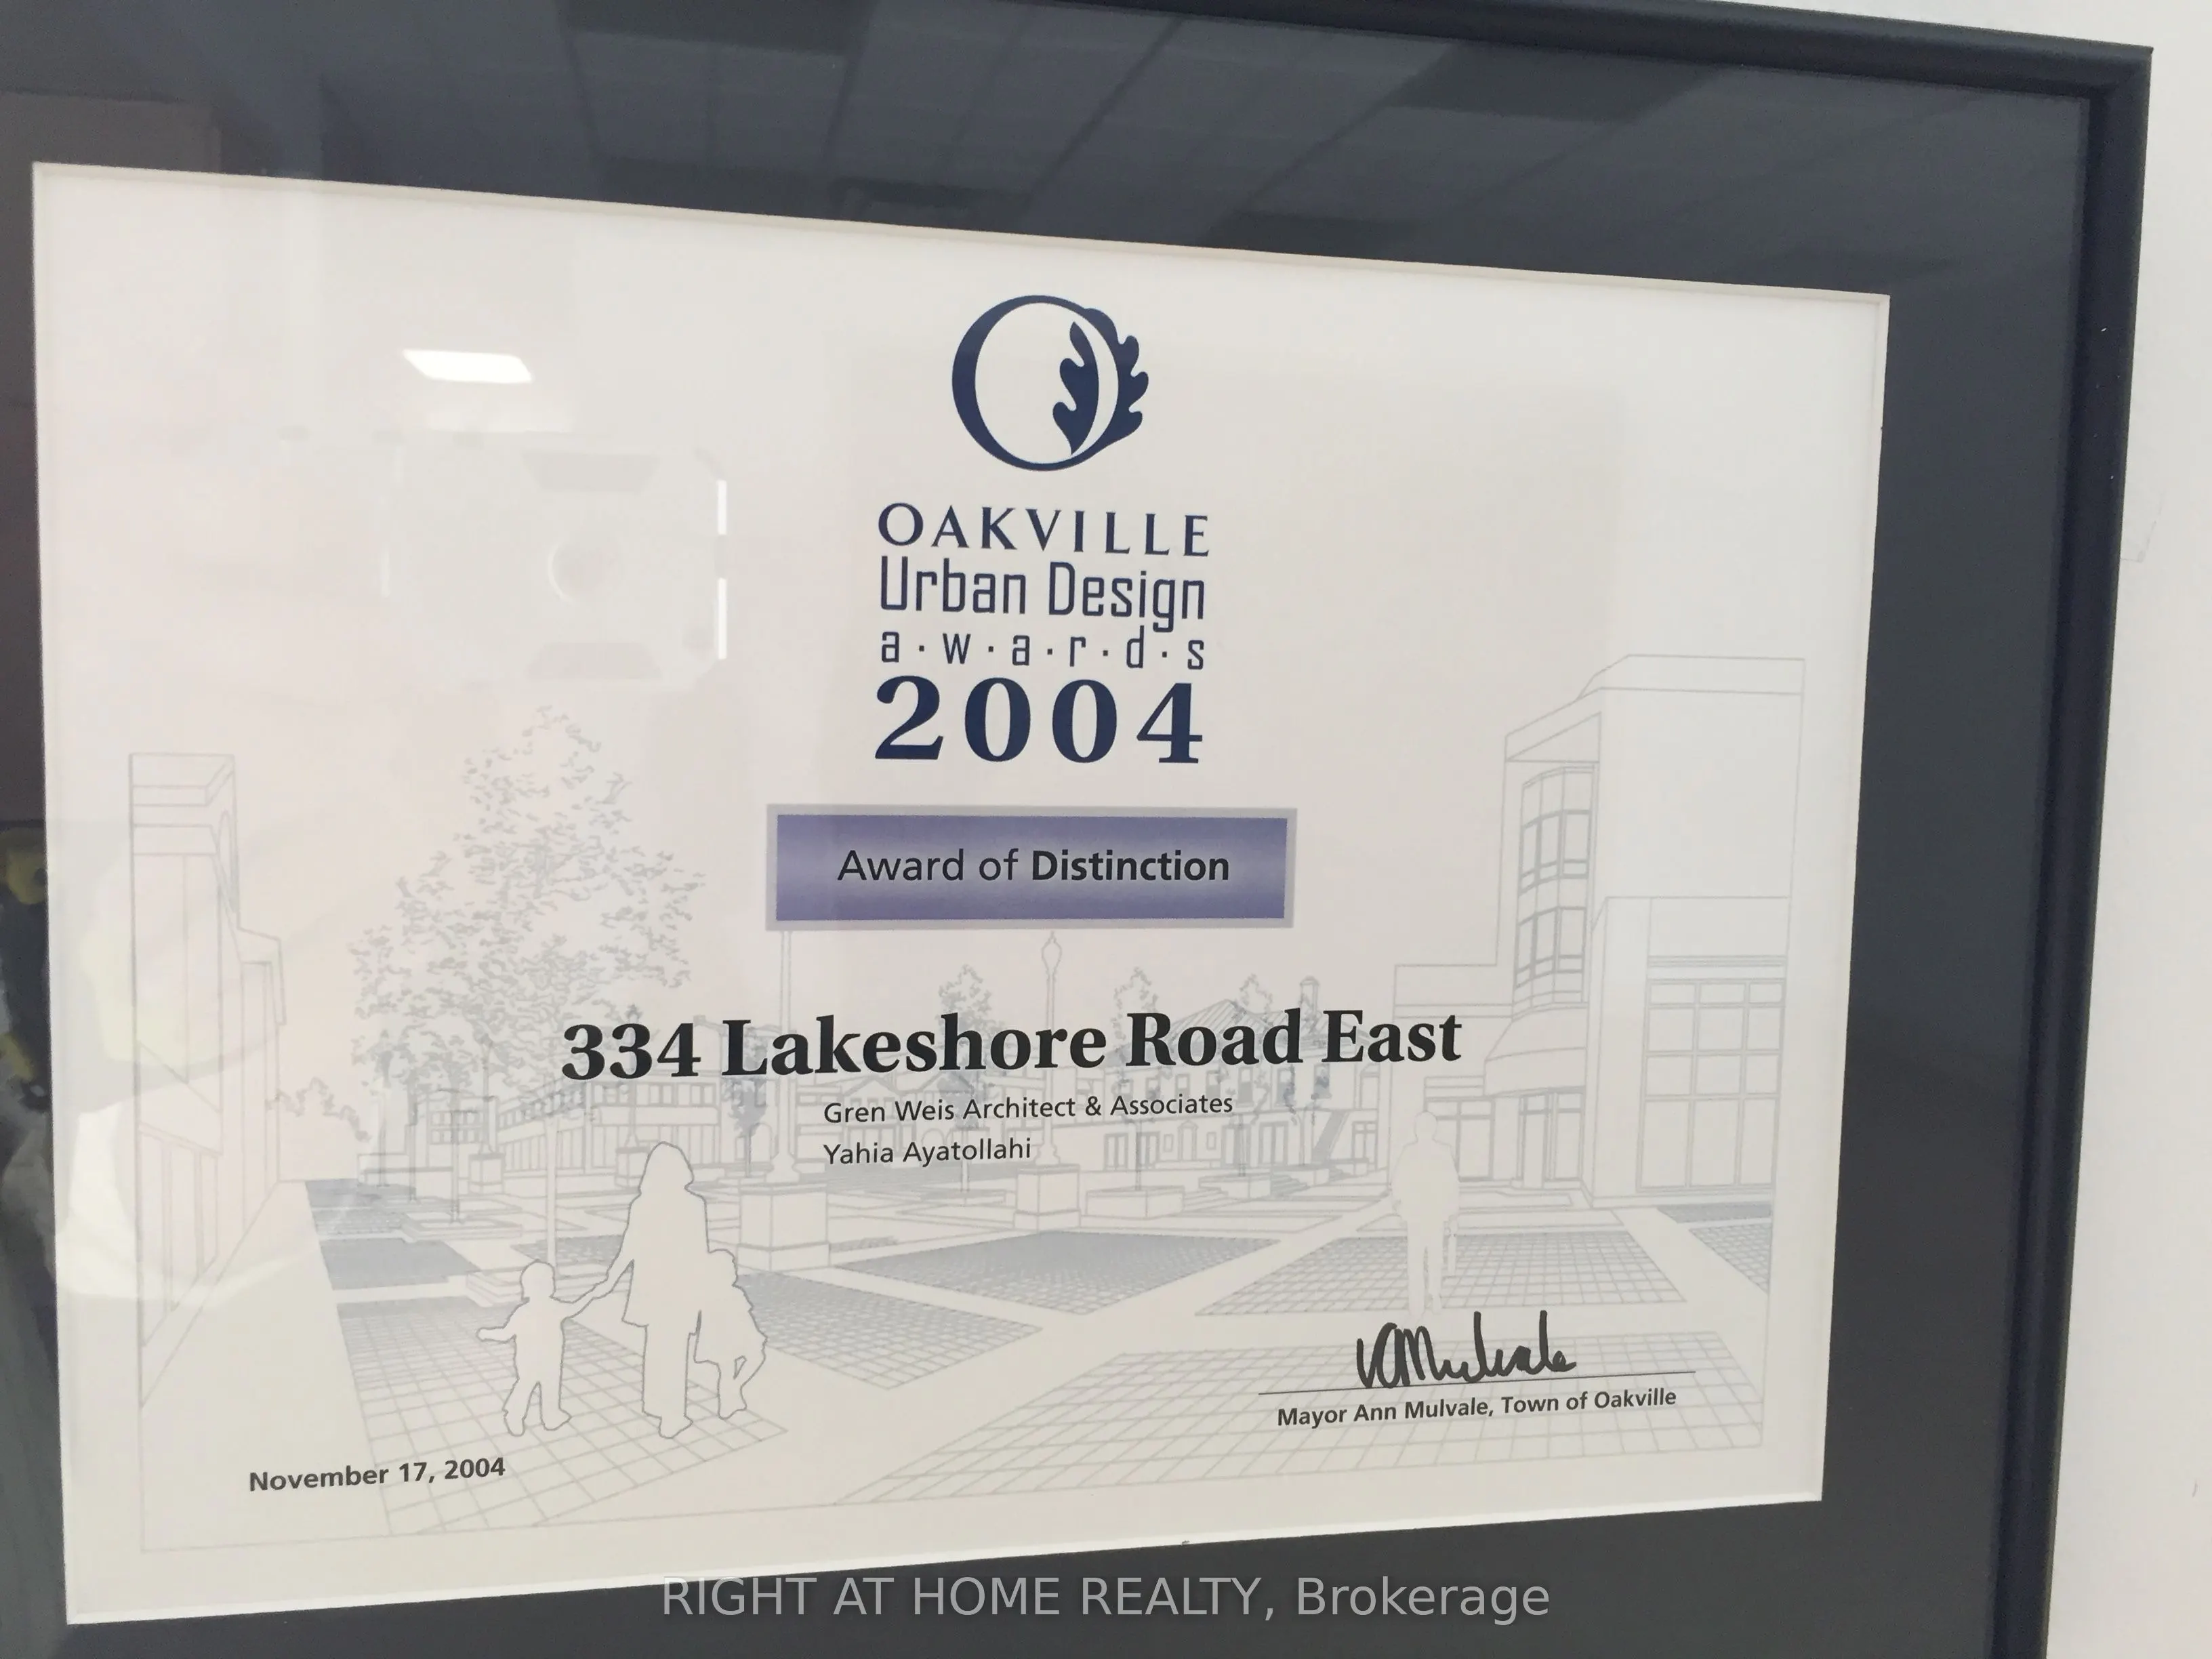 OAKVILLE
Urban Design
a·w·a·r·d·s
2004
Award of Distinction
334 Lakeshore Road East
Gren Weis Architect & Associates
Yahia Ayatollahi
Mulvale
Mayor Ann Mulvale, Town of Oakville
November 17, 2004
RIGHT AT HOME REALTY, Brokerage